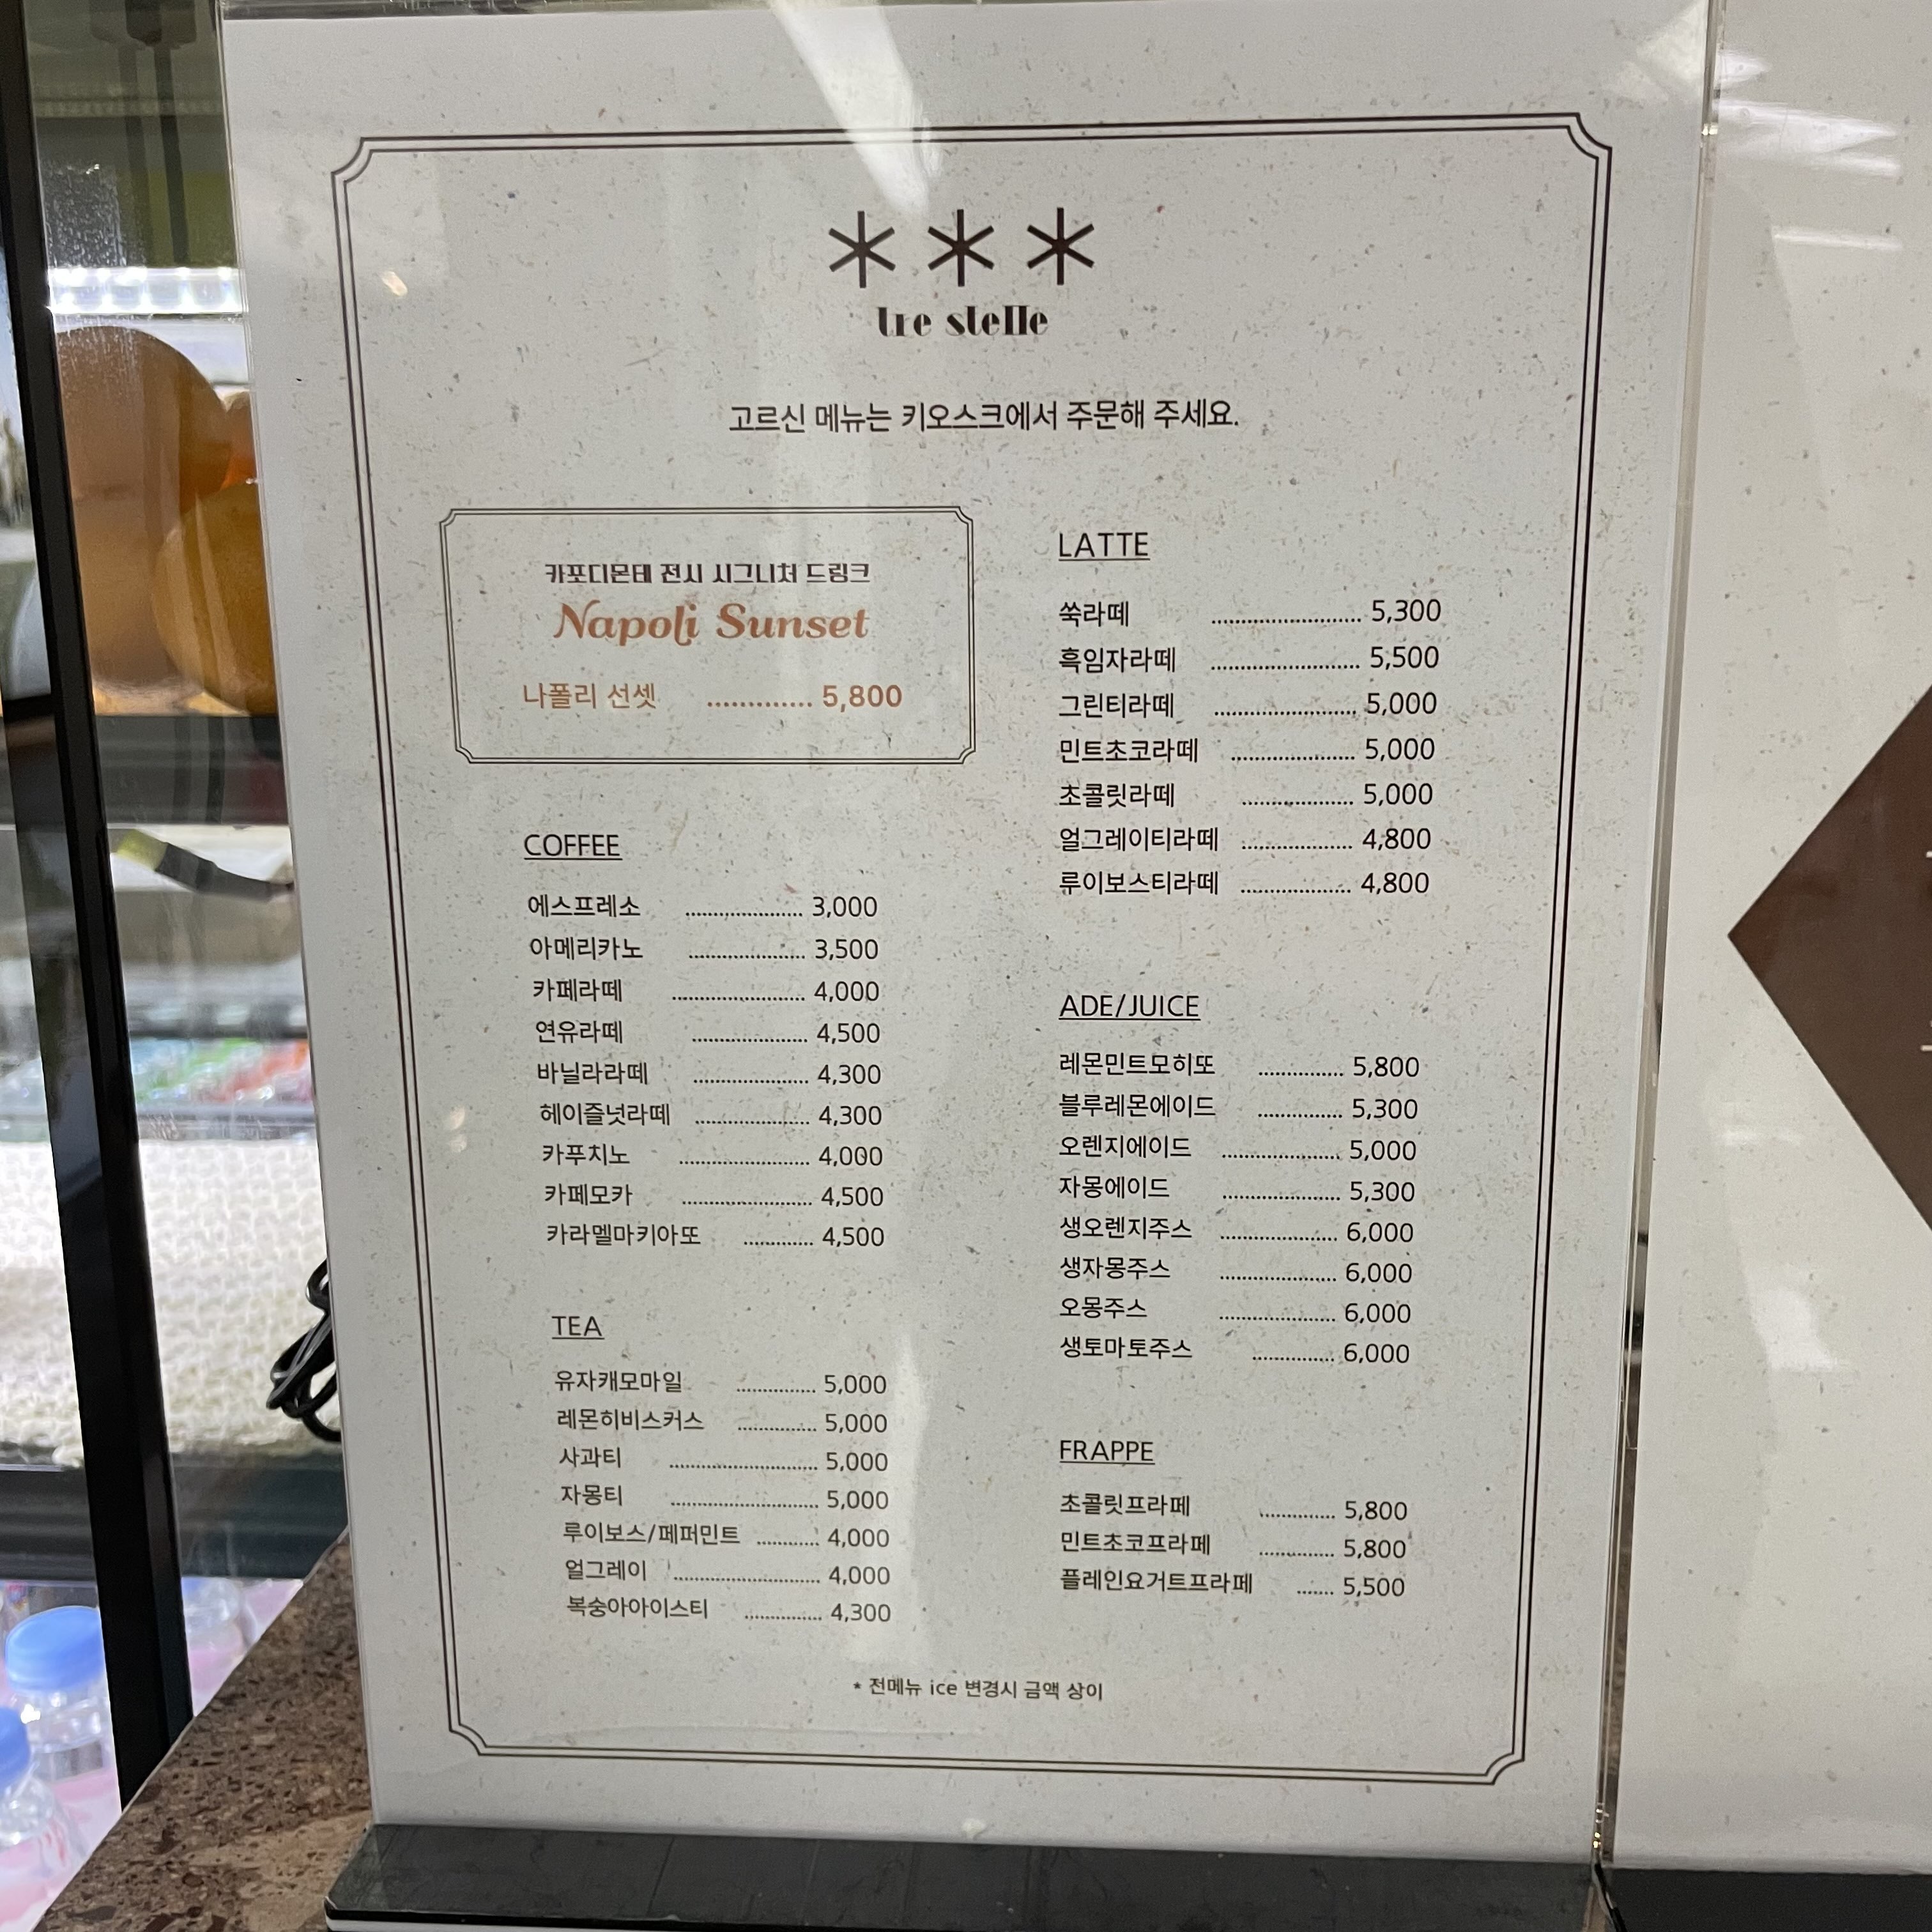 tre stelle
고르신 메뉴는 키오스크에서 주문해 주세요.
카포디몬테 전시 시그니처 드링크
Napoli Sunset
나폴리 선셋 ............. 5,800
COFFEE
에스프레소 ...................... 3,000
아메리카노 ...................... 3,500
카페라떼 ......................... 4,000
연유라떼 ...................... 4,500
바닐라라떼 ...................... 4,300
헤이즐넛라떼 ...................... 4,300
카푸치노 ......................... 4,000
카페모카 ......................... 4,500
카라멜마키아또 ............. 4,500
TEA
유자캐모마일 ................ 5,000
레몬히비스커스 ................ 5,000
사과티 .............................. 5,000
자몽티 .............................. 5,000
루이보스/페퍼민트 ............. 4,000
얼그레이 .............................. 4,000
복숭아아이스티 ................ 4,300
LATTE
쑥라떼 ............................ 5,300
흑임자라떼 ............................ 5,500
그린티라떼 ........................... 5,000
민트초코라떼 ....................... 5,000
초콜릿라떼 ..................... 5,000
얼그레이티라떼 ..................... 4,800
루이보스티라떼 ..................... 4,800
ADE/JUICE
레몬민트모히또 ................. 5,800
블루레몬에이드 ................. 5,300
오렌지에이드 ........................ 5,000
자몽에이드 ........................ 5,300
생오렌지주스 ........................ 6,000
생자몽주스 ........................ 6,000
오몽주스 ........................ 6,000
생토마토주스 ................. 6,000
FRAPPE
초콜릿프라페 ................ 5,800
민트초코프라페 ................ 5,800
플레인요거트프라페 ........ 5,500
* 전메뉴 ice 변경시 금액 상이